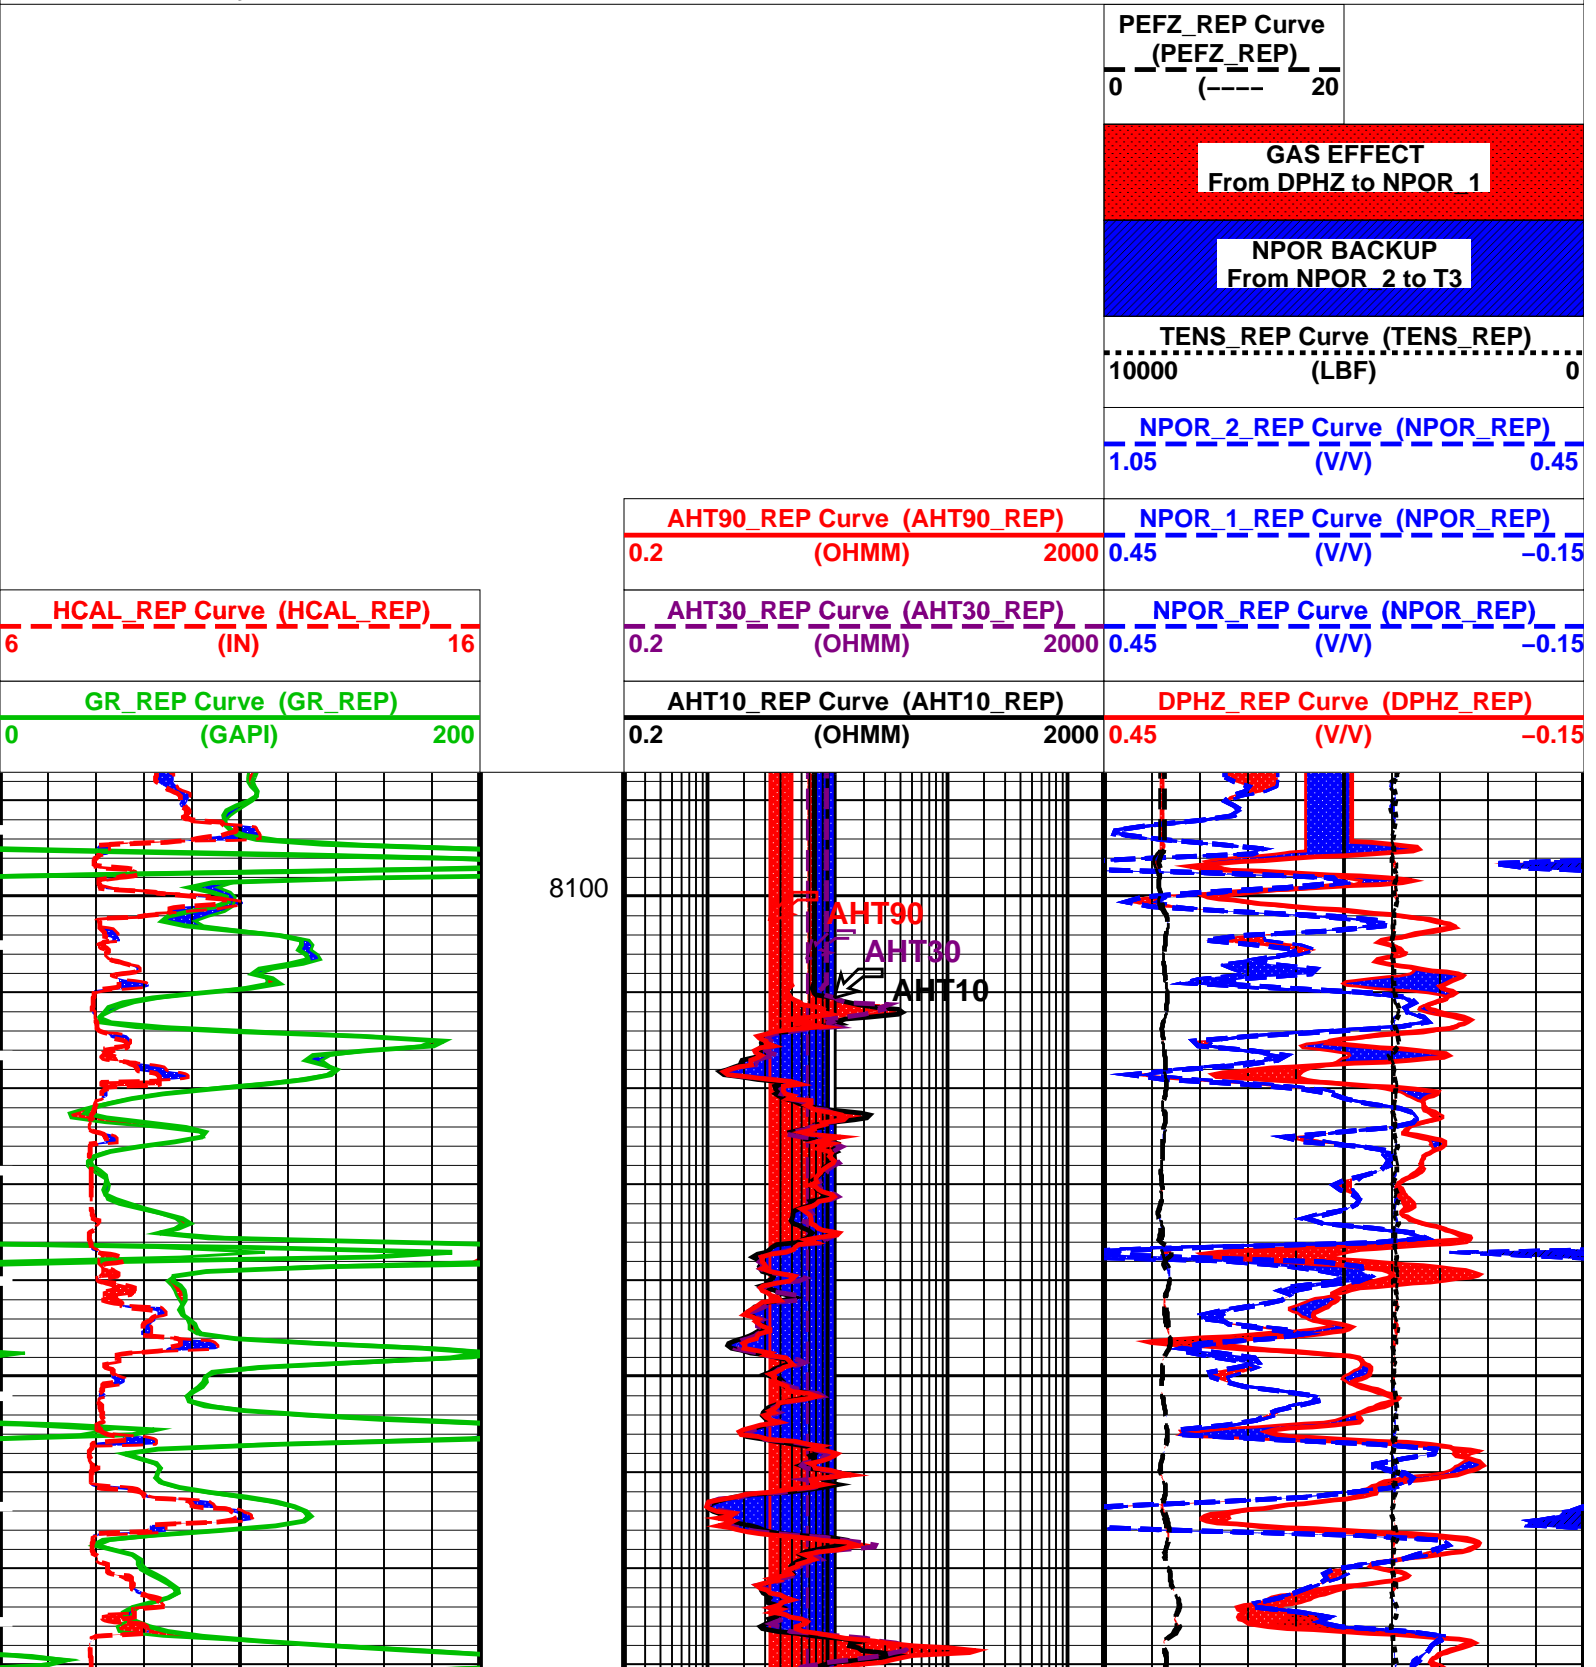 PEFZ_REP Curve
(PEFZ_REP)
0 (---- 20
GAS EFFECT
From DPHZ to NPOR_1
NPOR BACKUP
From NPOR_2 to T3
TENS_REP Curve (TENS_REP)
10000 (LBF) 0
NPOR_2_REP Curve (NPOR_REP)
1.05 (V/V) 0.45
AHT90_REP Curve (AHT90_REP) NPOR_1_REP Curve (NPOR_REP)
0.2 (OHMM) 2000 0.45 (V/V) -0.15
HCAL_REP Curve (HCAL_REP) AHT30_REP Curve (AHT30_REP) NPOR_REP Curve (NPOR_REP)
6 (IN) 16 0.2 (OHMM) 2000 0.45 (V/V) -0.15
GR_REP Curve (GR_REP) AHT10_REP Curve (AHT10_REP) DPHZ_REP Curve (DPHZ_REP)
0 (GAPI) 200 0.2 (OHMM) 2000 0.45 (V/V) -0.15
8100
AHT90
AHT30
AHT10